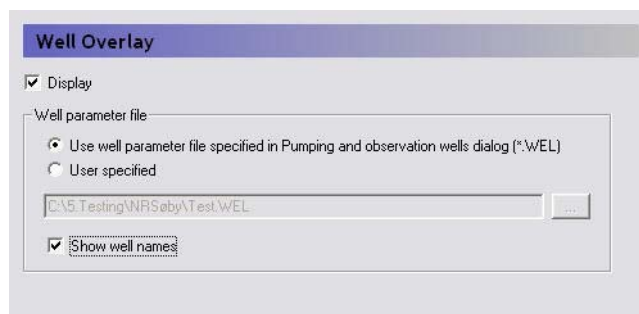 Well Overlay
Display
Well parameter file
Use well parameter file specified in Pumping and observation wells dialog (*.WEL)
User specified
C:\5.Testing\NRSøby\Test.WEL
...
Show well names